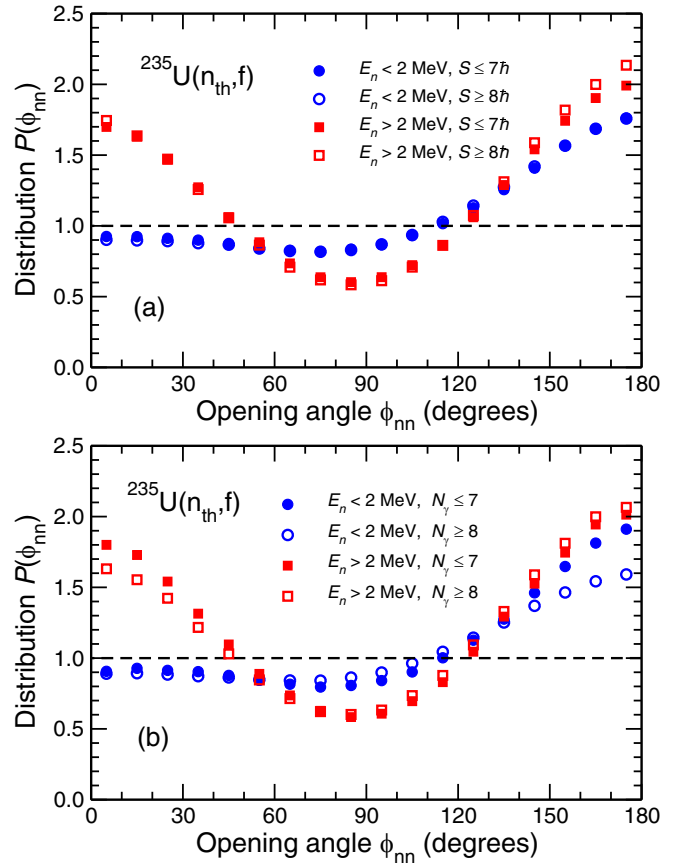 2.5
2.0
1.5
1.0
0.5
0.0
Distribution P(ϕnn)
²³⁵U(nth,f)
En < 2 MeV, S ≤ 7ℏ
En < 2 MeV, S ≥ 8ℏ
En > 2 MeV, S ≤ 7ℏ
En > 2 MeV, S ≥ 8ℏ
(a)
0 30 60 90 120 150 180
Opening angle ϕnn (degrees)
2.5
2.0
1.5
1.0
0.5
0.0
Distribution P(ϕnn)
²³⁵U(nth,f)
En < 2 MeV, Nγ ≤ 7
En < 2 MeV, Nγ ≥ 8
En > 2 MeV, Nγ ≤ 7
En > 2 MeV, Nγ ≥ 8
(b)
0 30 60 90 120 150 180
Opening angle ϕnn (degrees)